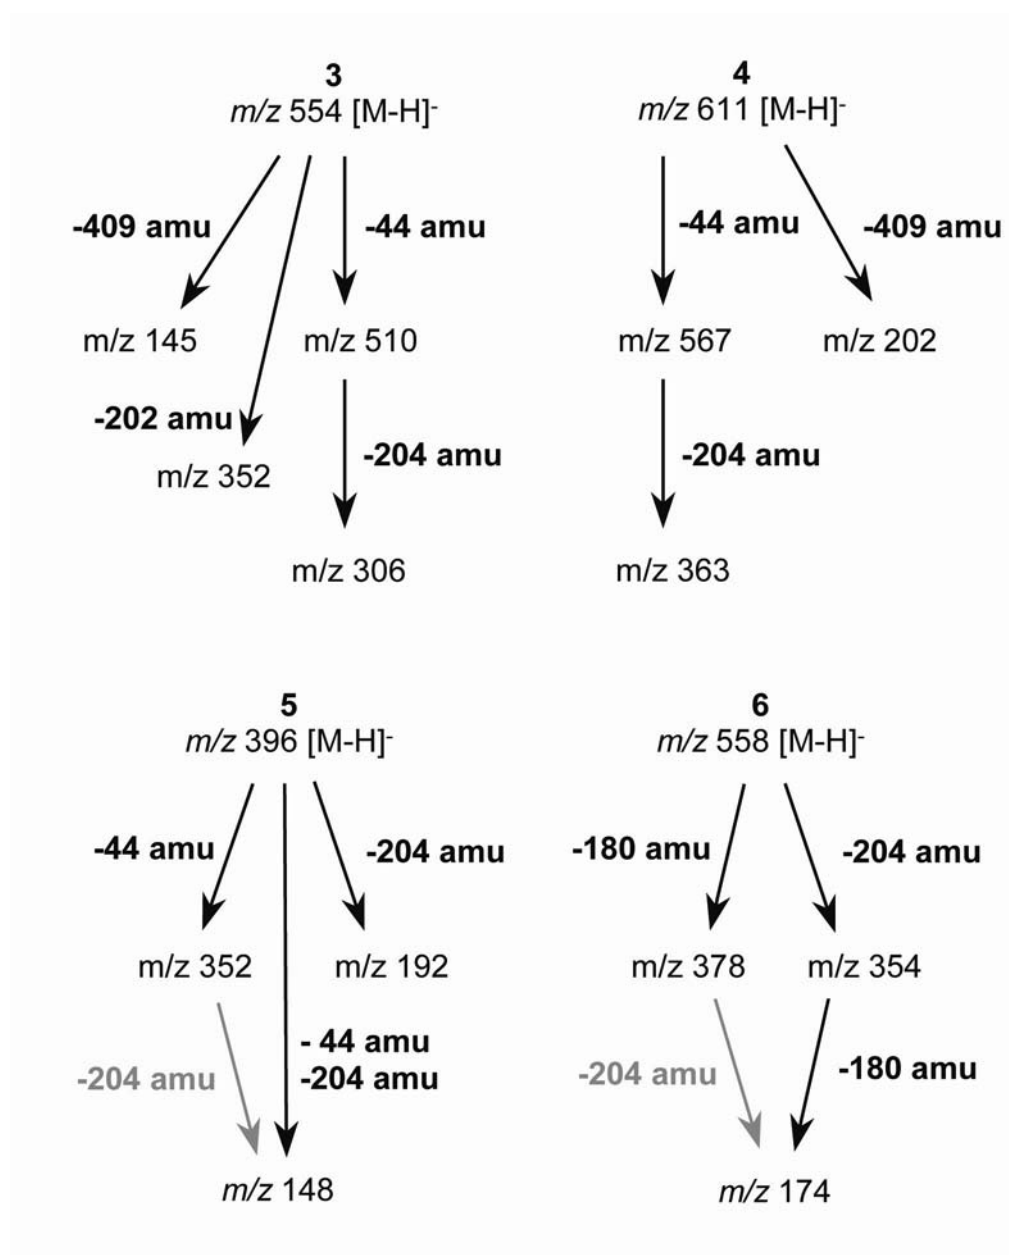 3
m/z 554 [M-H]-
-409 amu
-44 amu
m/z 145
m/z 510
-202 amu
m/z 352
-204 amu
m/z 306
4
m/z 611 [M-H]-
-44 amu
-409 amu
m/z 567
m/z 202
-204 amu
m/z 363
5
m/z 396 [M-H]-
-44 amu
-204 amu
m/z 352
m/z 192
- 44 amu
-204 amu
-204 amu
m/z 148
6
m/z 558 [M-H]-
-180 amu
-204 amu
m/z 378
m/z 354
-204 amu
-180 amu
m/z 174